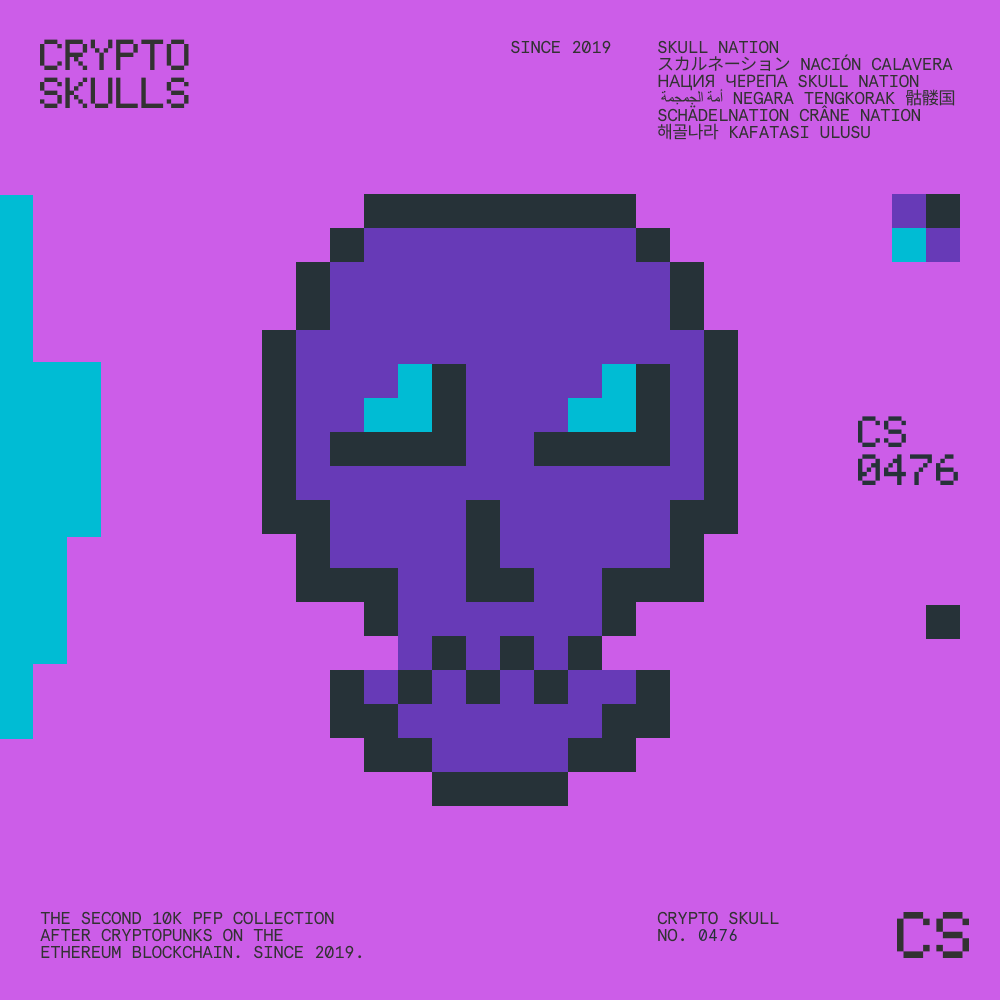 CRYPTO
SKULLS
SINCE 2019
SKULL NATION
スカルネーション NACIÓN CALAVERA
НАЦИЯ ЧЕРЕПА SKULL NATION
أمة الجمجمة NEGARA TENGKORAK 骷髅国
SCHÄDELNATION CRÂNE NATION
해골나라 KAFATASI ULUSU
CS
0476
THE SECOND 10K PFP COLLECTION
AFTER CRYPTOPUNKS ON THE
ETHEREUM BLOCKCHAIN. SINCE 2019.
CRYPTO SKULL
NO. 0476
CS